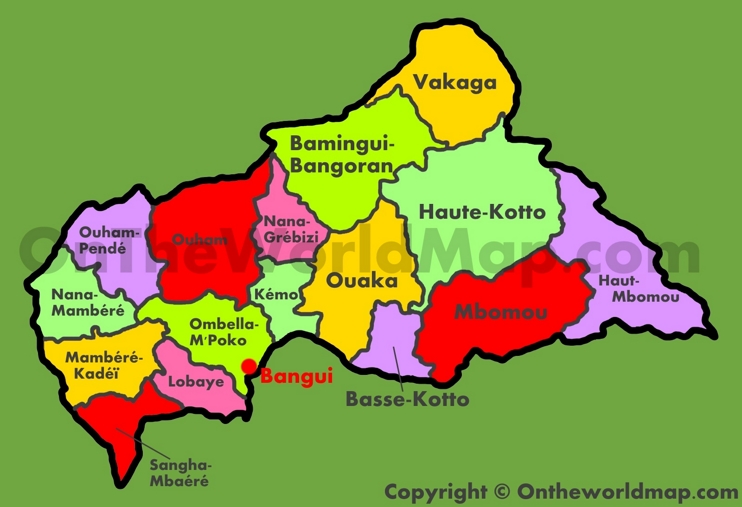 Vakaga
Bamingui-
Bangoran
Haute-Kotto
Ouham-
Pendé
Ouham
Nana-
Grébizi
OntheWorldMap.com
Ouaka
Haut-
Mbomou
Nana-
Mambéré
Kémo
Mbomou
Ombella-
M'Poko
Mambéré-
Kadéï
Lobaye
Bangui
Basse-Kotto
Sangha-
Mbaéré
Copyright © Ontheworldmap.com